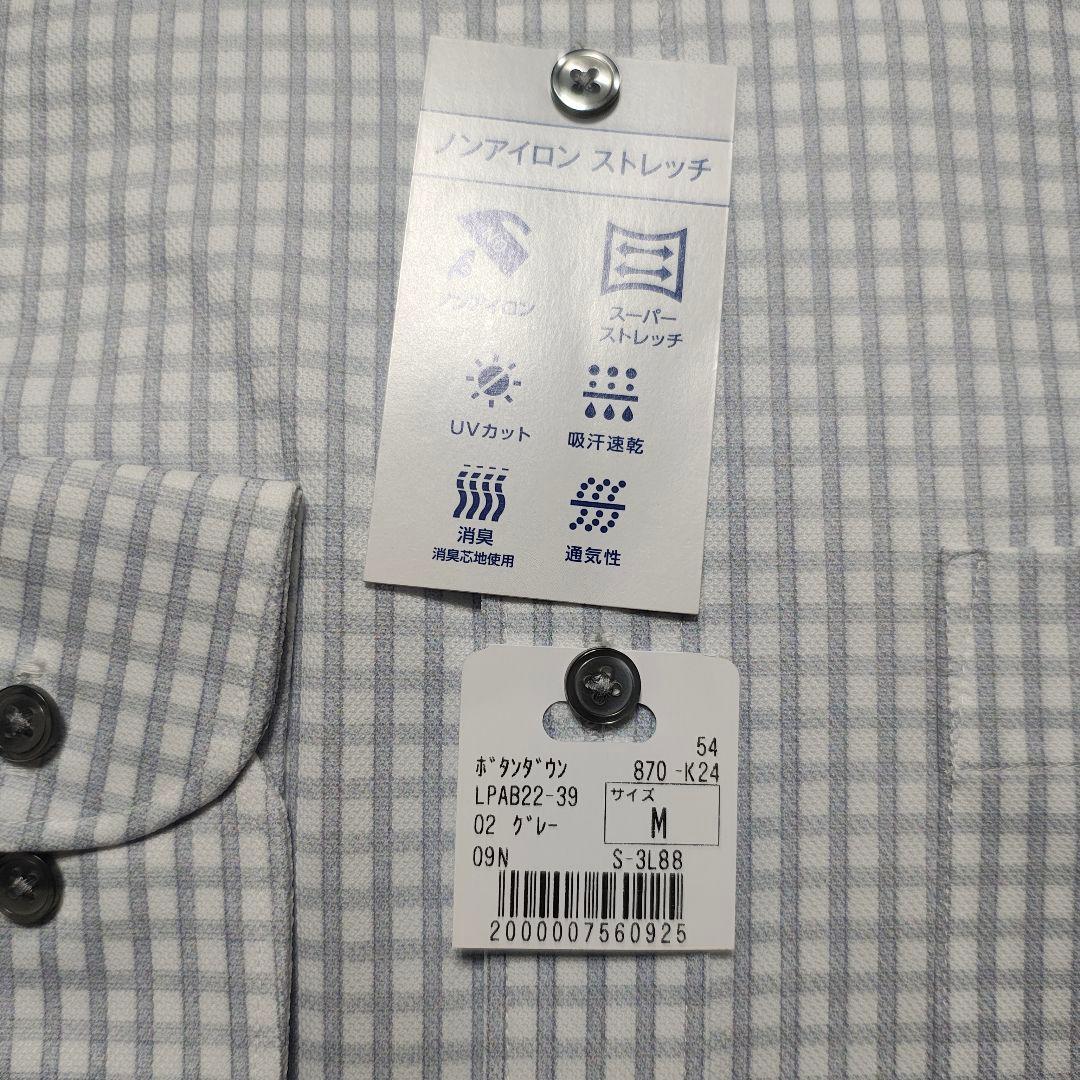 ノンアイロン ストレッチ
ノンアイロン
スーパー
ストレッチ
UVカット
吸汗速乾
消臭
消臭芯地使用
通気性
54
ﾎﾞﾀﾝﾀﾞｳﾝ 870-K24
LPAB22-39 サイズ
02 ｸﾞﾚｰ M
09N S-3L88
2000007560925